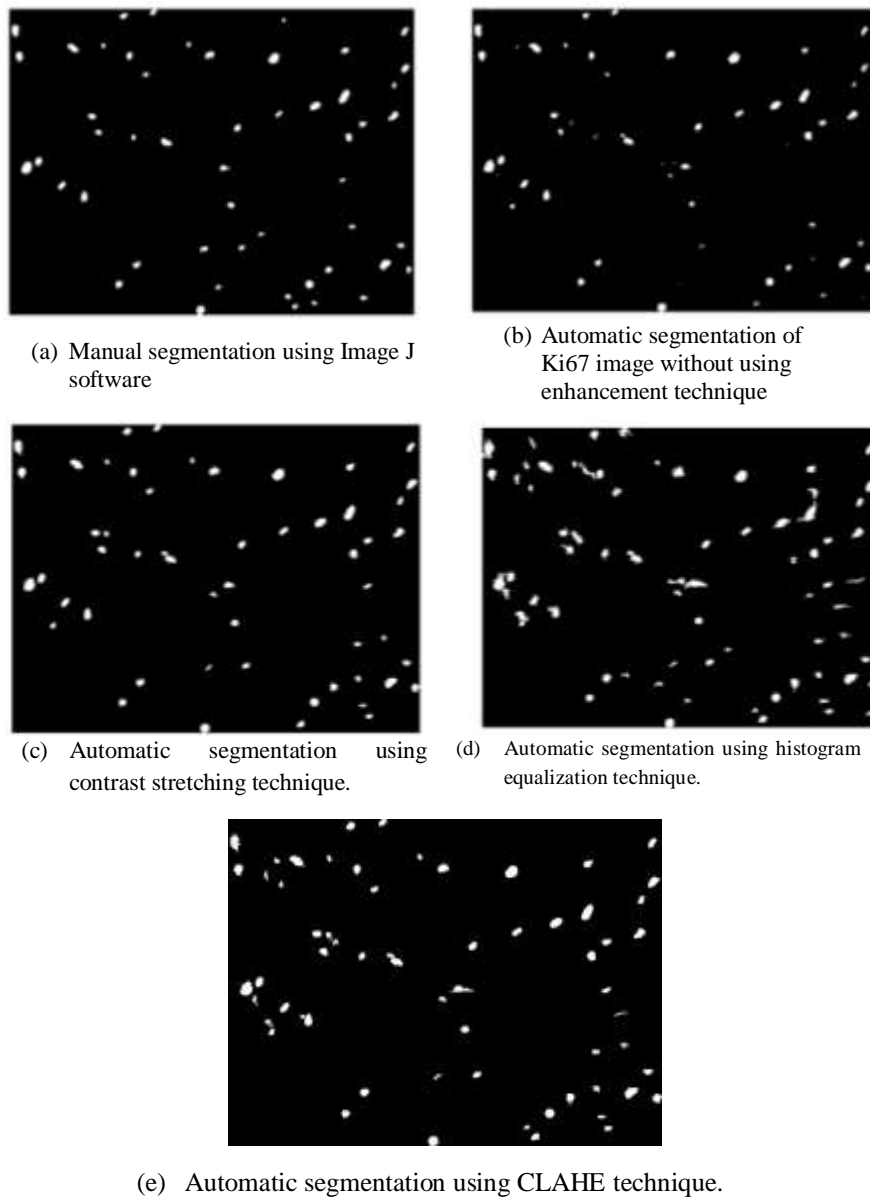 (a) Manual segmentation using Image J
software
(b) Automatic segmentation of
Ki67 image without using
enhancement technique
(c) Automatic segmentation using
contrast stretching technique.
(d) Automatic segmentation using histogram
equalization technique.
(e) Automatic segmentation using CLAHE technique.